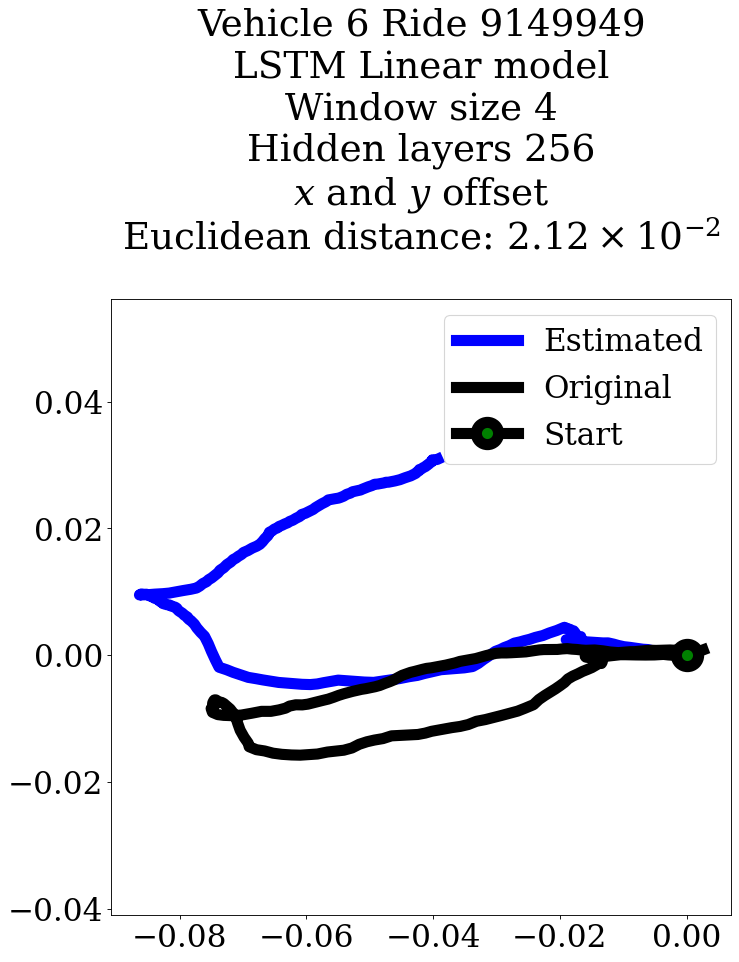 Vehicle 6 Ride 9149949
LSTM Linear model
Window size 4
Hidden layers 256
x and y offset
Euclidean distance: 2.12 × 10⁻²
Estimated
Original
Start
0.04
0.02
0.00
−0.02
−0.04
−0.08
−0.06
−0.04
−0.02
0.00